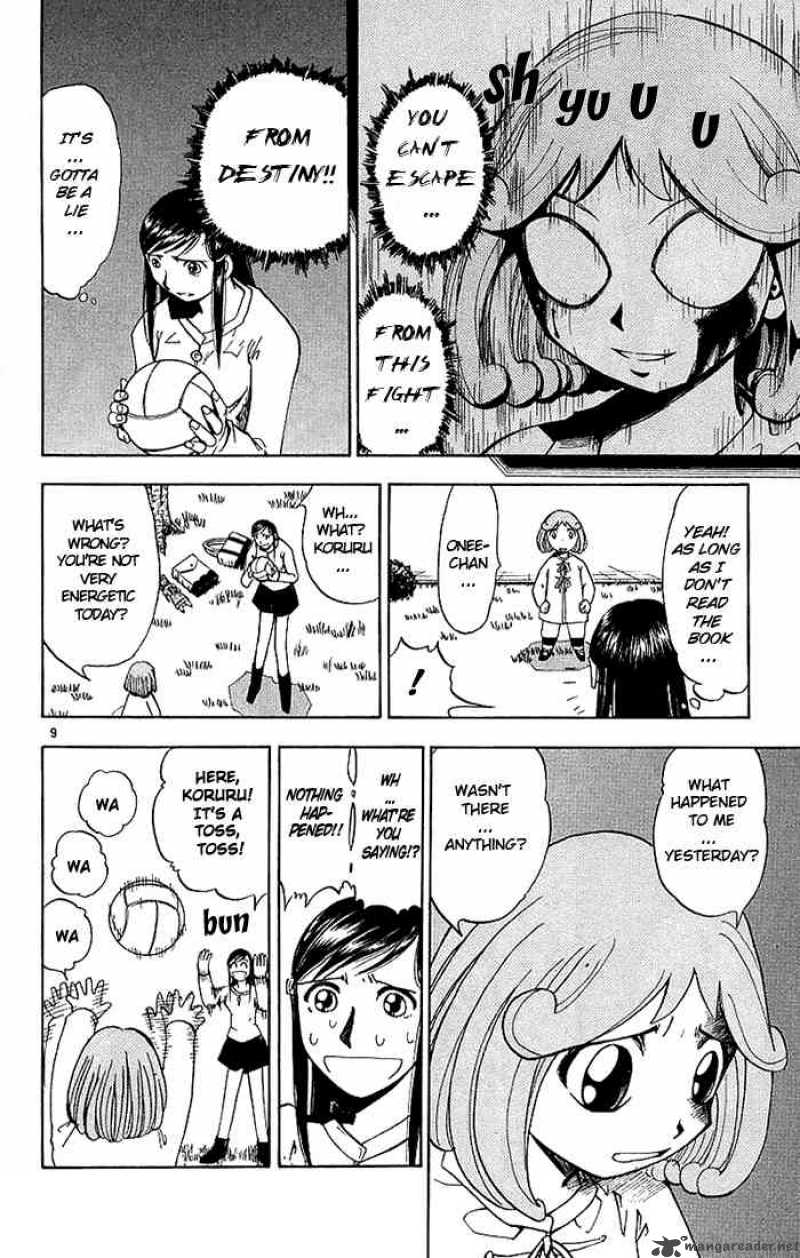 sh yu U U
YOU
CAN'T
ESCAPE
...
FROM
THIS
FIGHT
...
FROM
DESTINY!!
IT'S
...
GOTTA
BE A
LIE
...
YEAH!
AS LONG
AS I
DON'T
READ
THE
BOOK
...
ONEE-
CHAN
...
!
WH...
WHAT?
KORURU
...
WHAT'S
WRONG?
YOU'RE NOT
VERY
ENERGETIC
TODAY?
9
WHAT
HAPPENED
TO ME
...
YESTERDAY?
WASN'T
THERE
...
ANYTHING?
WH
...
WHAT'RE
YOU
SAYING!?
NOTHING
HAP-
PENED!!
HERE,
KORURU!
IT'S A
TOSS,
TOSS!
bun
WA
WA
WA
mangareader.net